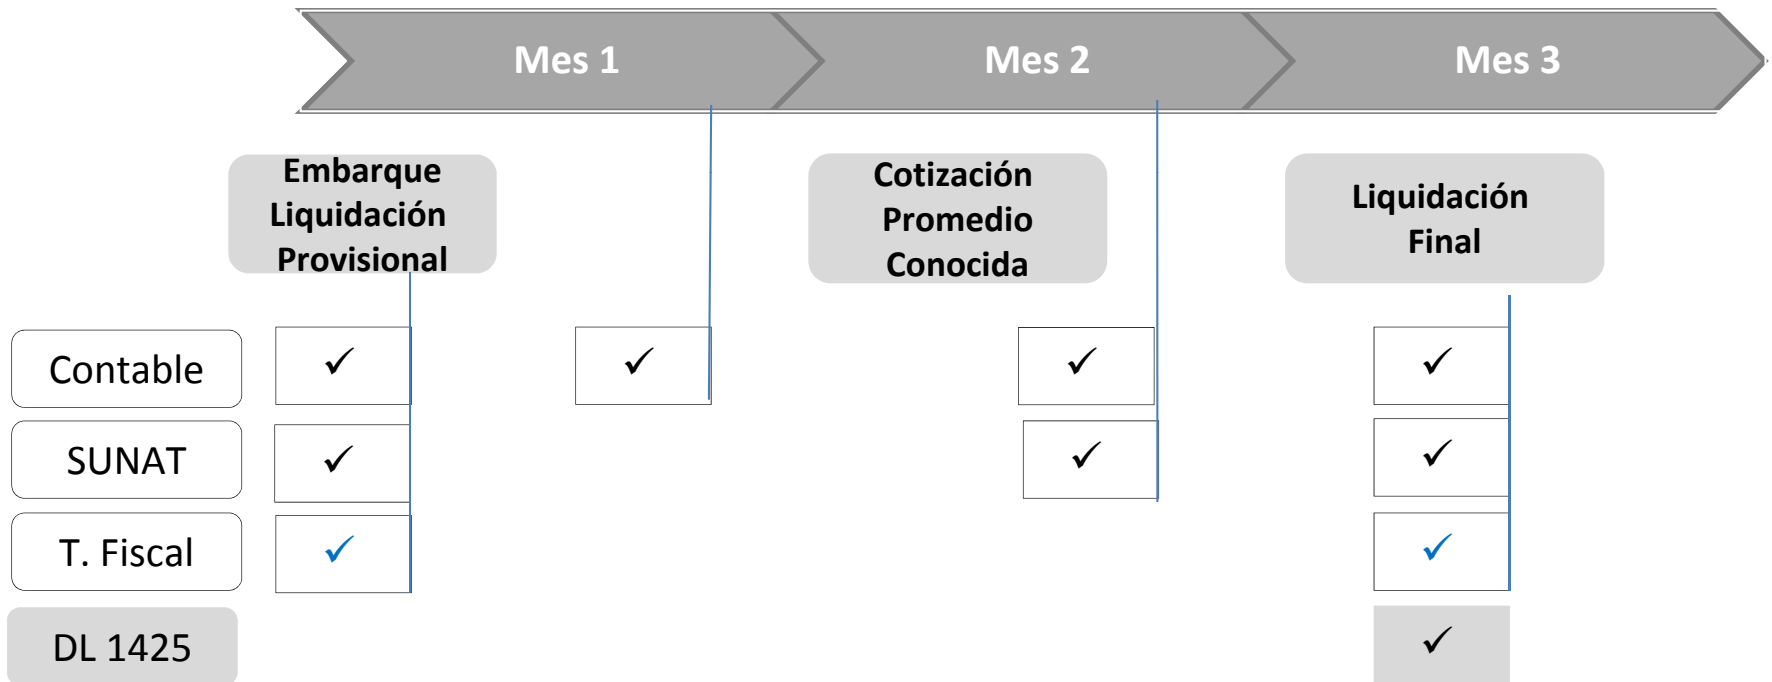 Mes 1
Mes 2
Mes 3
Embarque
Liquidación
Provisional
Cotización
Promedio
Conocida
Liquidación
Final
Contable ✓ ✓ ✓ ✓
SUNAT ✓ ✓ ✓
T. Fiscal ✓ ✓
DL 1425 ✓